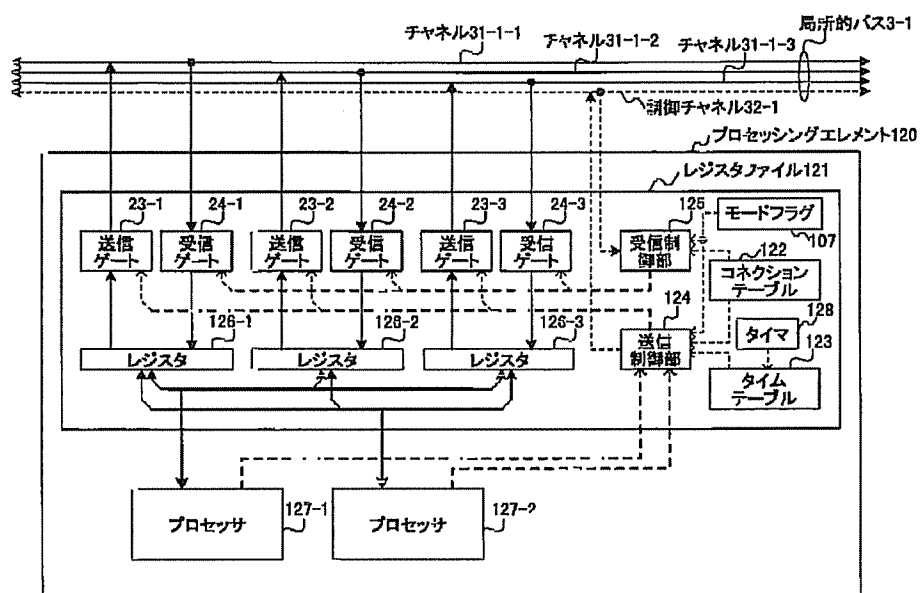 局所的バス3-1
チャネル31-1-1
チャネル31-1-2
チャネル31-1-3
制御チャネル32-1
プロセッシングエレメント120
レジスタファイル121
23-1
24-1
23-2
24-2
23-3
24-3
125
モードフラグ
107
送信
ゲート
受信
ゲート
送信
ゲート
受信
ゲート
送信
ゲート
受信
ゲート
受信制
御部
122
コネクション
テーブル
124
送信
制御部
タイマ
128
123
タイム
テーブル
126-1
126-2
126-3
レジスタ
レジスタ
レジスタ
プロセッサ
127-1
プロセッサ
127-2